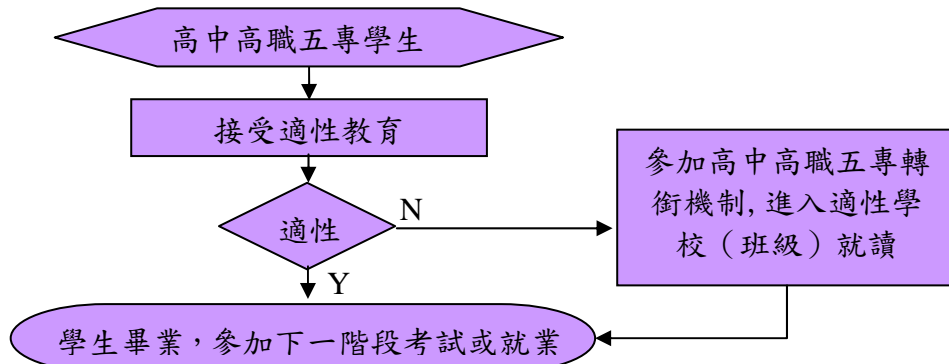 高中高職五專學生
接受適性教育
適性
N
Y
參加高中高職五專轉
銜機制,進入適性學
校（班級）就讀
學生畢業，參加下一階段考試或就業